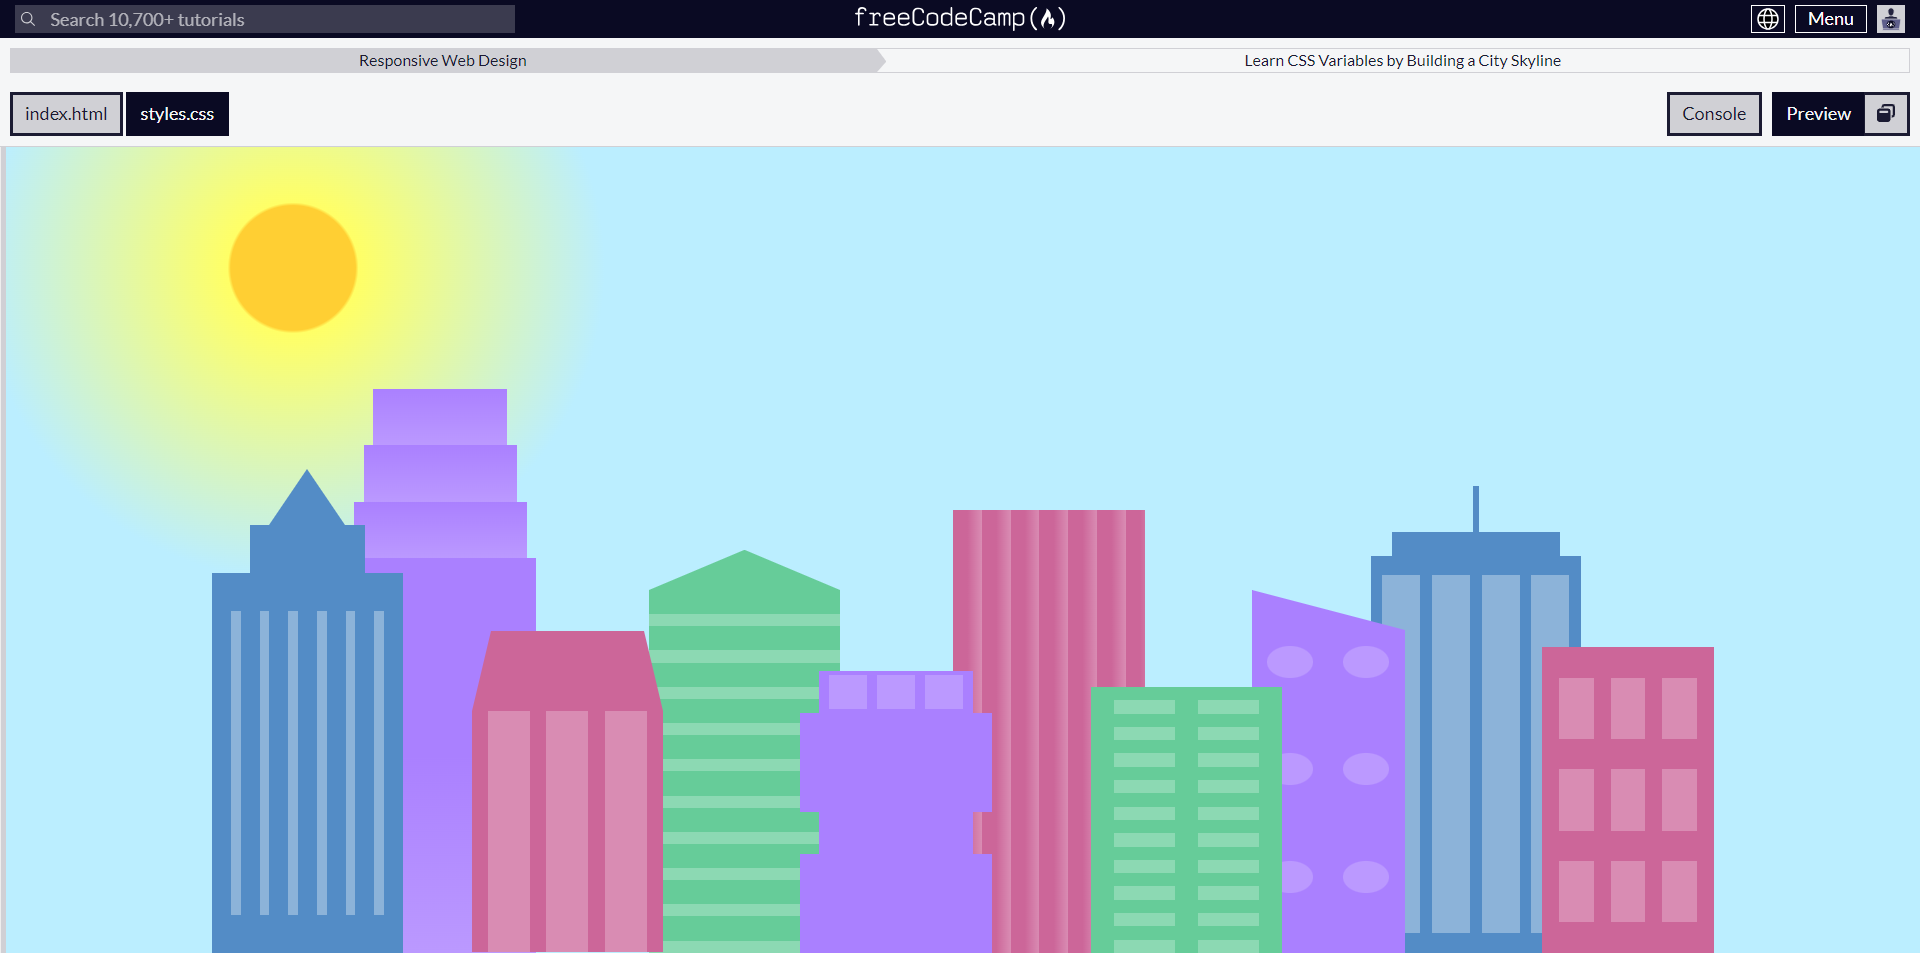 Search 10,700+ tutorials
freeCodeCamp
Menu
Responsive Web Design
Learn CSS Variables by Building a City Skyline
index.html
styles.css
Console
Preview